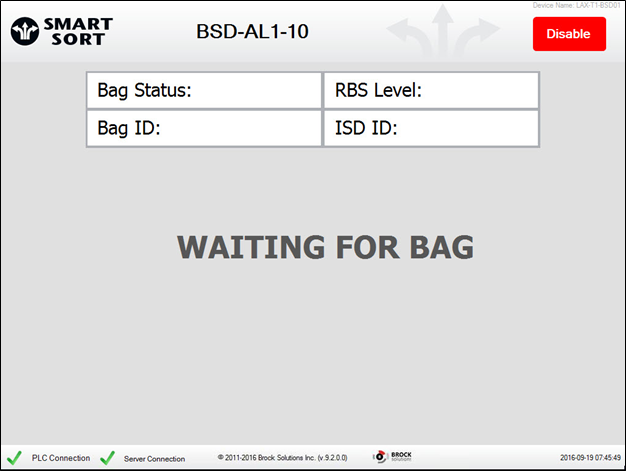 Device Name: LAX-T1-BSD01
SMART
SORT
BSD-AL1-10
Disable
Bag Status:
RBS Level:
Bag ID:
ISD ID:
WAITING FOR BAG
PLC Connection
Server Connection
© 2011-2016 Brock Solutions Inc. (v.9.2.0.0)
BROCK
solutions
2016-09-19 07:45:49